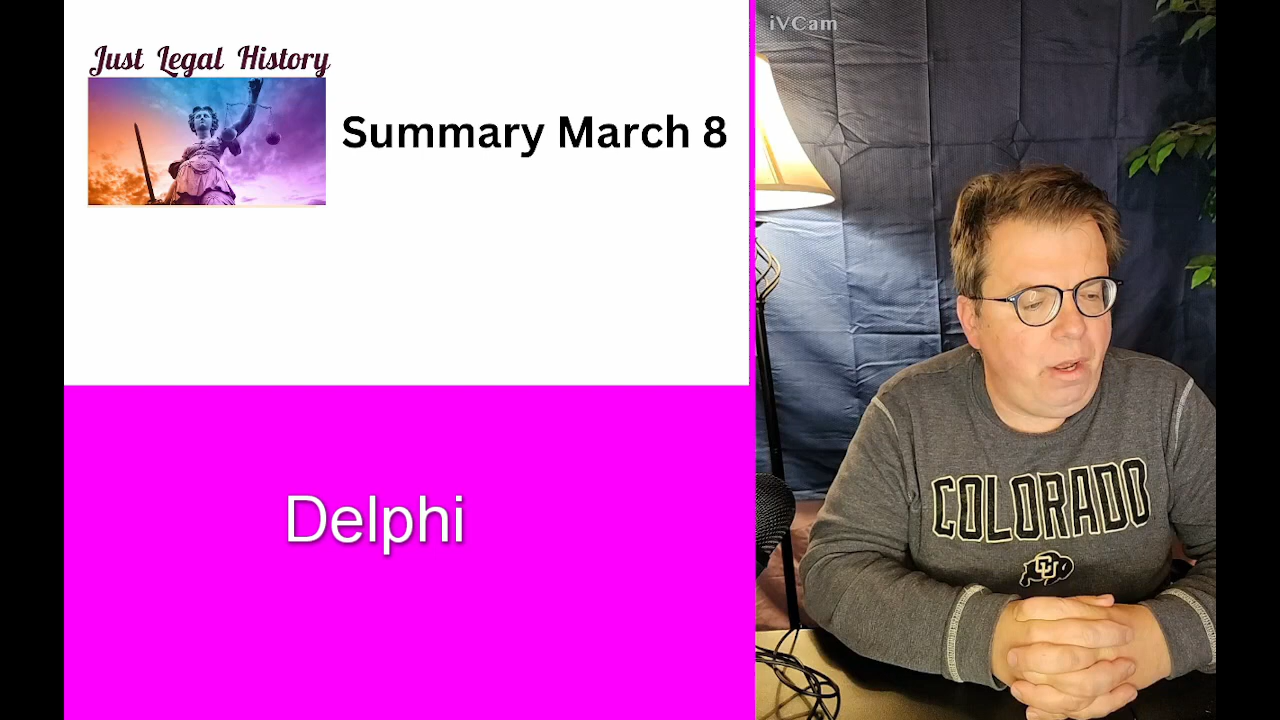 Just Legal History
Summary March 8
Delphi
iVCam
COLORADO
CU